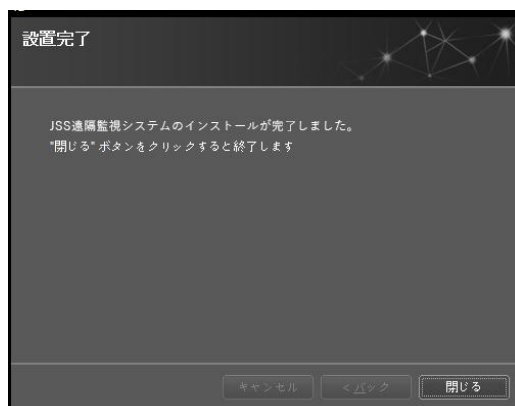 設置完了
JSS遠隔監視システムのインストールが完了しました。
"閉じる" ボタンをクリックすると終了します
キャンセル
< バック
閉じる